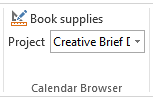 Book supplies
Project Creative Brief D
Calendar Browser